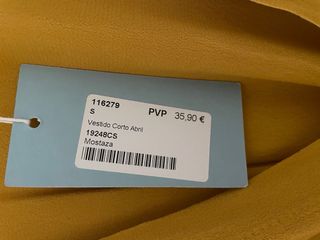 116279
S
PVP 35,90 €
Vestido Corto Abril
19248CS
Mostaza